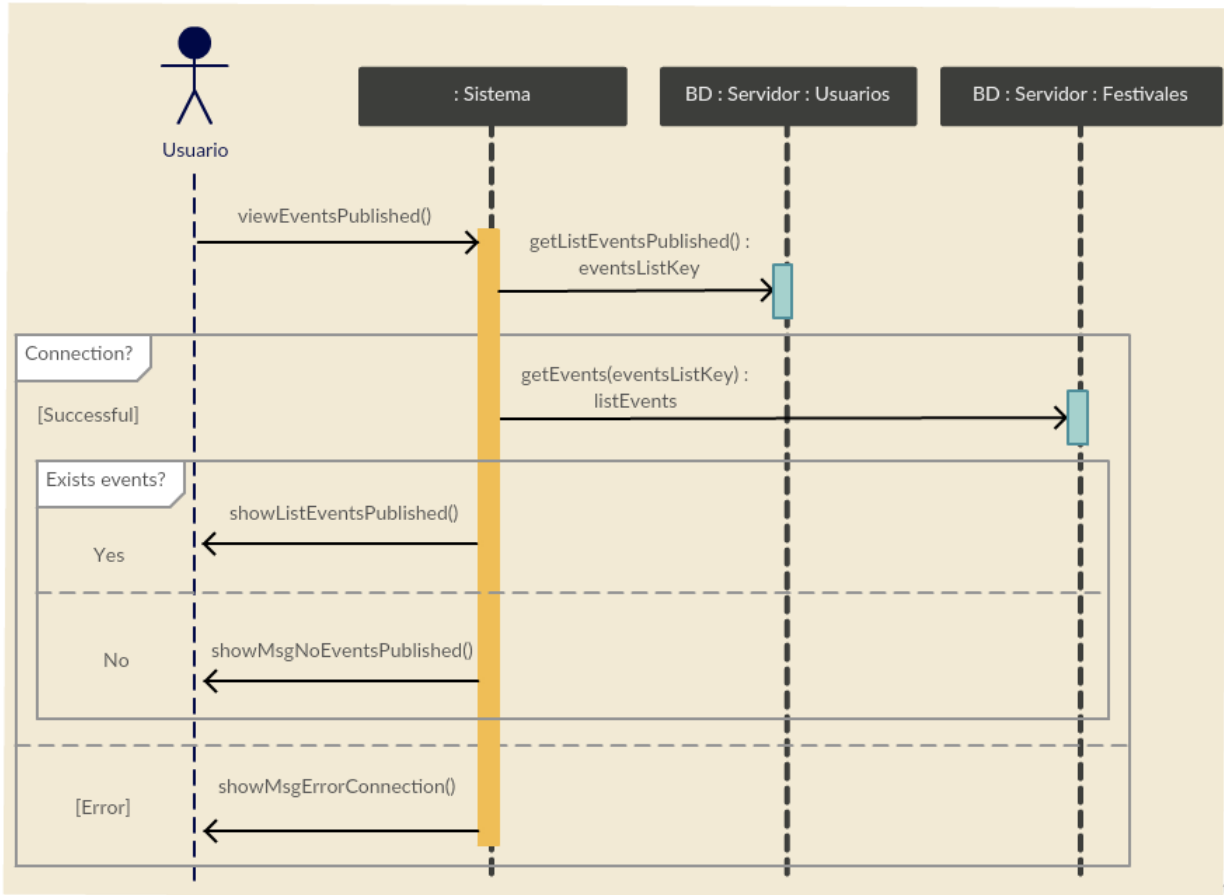 : Sistema
BD : Servidor : Usuarios
BD : Servidor : Festivales
Usuario
viewEventsPublished()
getListEventsPublished() :
eventsListKey
Connection?
getEvents(eventsListKey) :
listEvents
[Successful]
Exists events?
showListEventsPublished()
Yes
showMsgNoEventsPublished()
No
showMsgErrorConnection()
[Error]